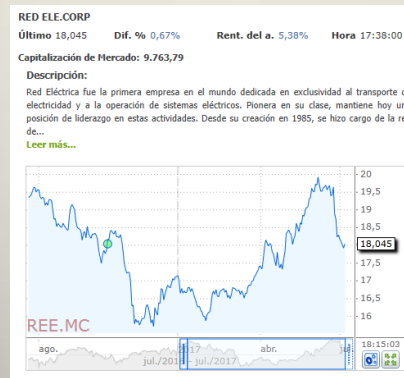 RED ELE.CORP
Último 18,045 Dif. % 0,67% Rent. del a. 5,38% Hora 17:38:00
Capitalización de Mercado: 9.763,79
Descripción:
Red Eléctrica fue la primera empresa en el mundo dedicada en exclusividad al transporte
electricidad y a la operación de sistemas eléctricos. Pionera en su clase, mantiene hoy
posición de liderazgo en estas actividades. Desde su creación en 1985, se hizo cargo de la
de...
Leer más...
20
19,5
19
18,5
18,045
17,5
17
16,5
16
REE.MC
ago. 2017 abr.
jul./2016 - jul./2017
18:15:03